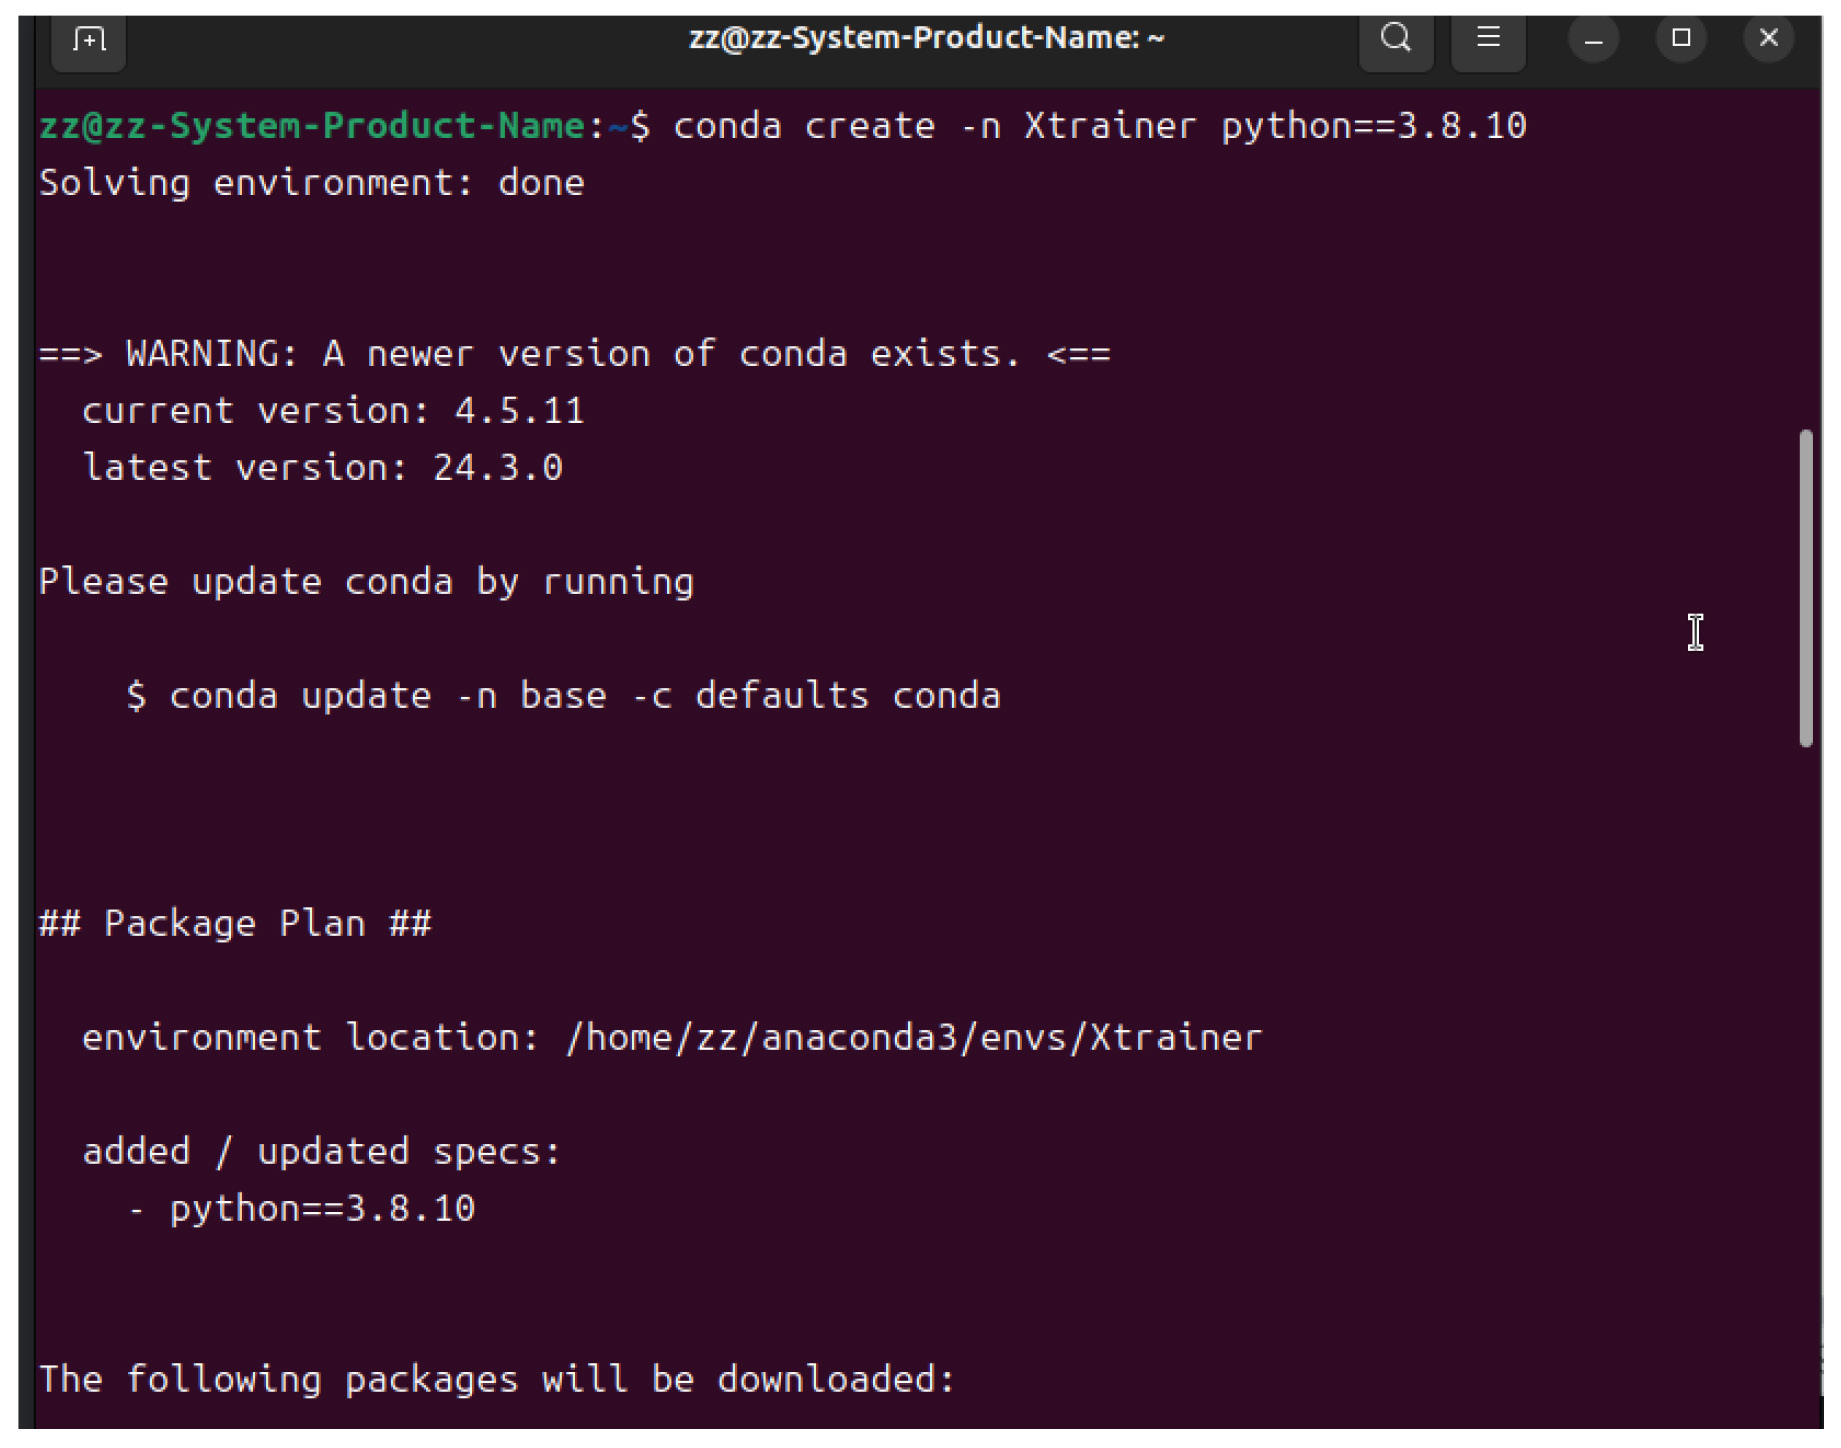 zz@zz-System-Product-Name: ~
zz@zz-System-Product-Name:~$ conda create -n Xtrainer python==3.8.10
Solving environment: done
==> WARNING: A newer version of conda exists. <==
current version: 4.5.11
latest version: 24.3.0
Please update conda by running
$ conda update -n base -c defaults conda
## Package Plan ##
environment location: /home/zz/anaconda3/envs/Xtrainer
added / updated specs:
- python==3.8.10
The following packages will be downloaded: